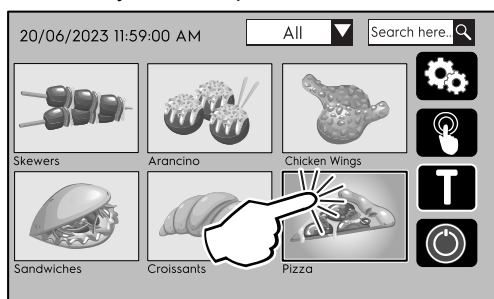 20/06/2023 11:59:00 AM All Search here..
Skewers Arancino Chicken Wings
T
Sandwiches Croissants Pizza